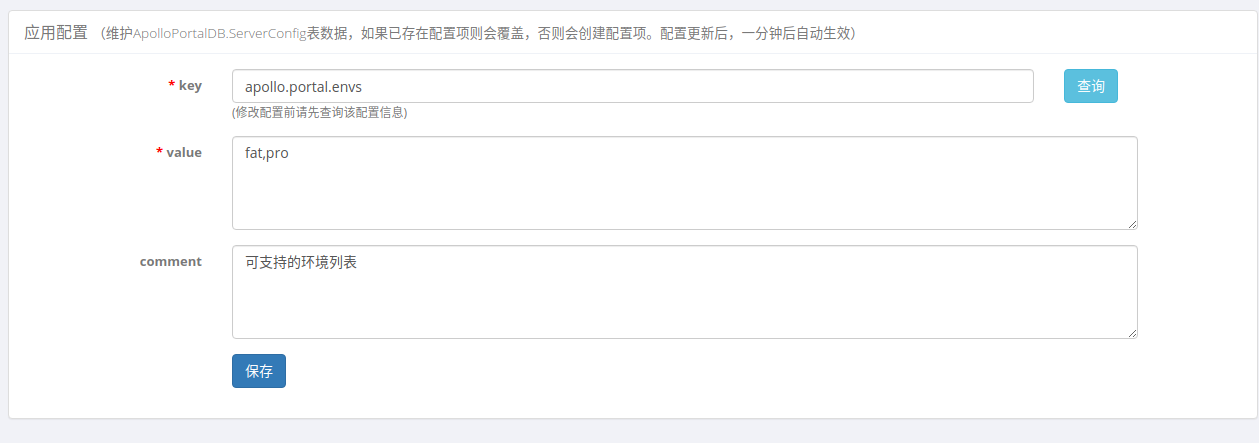 应用配置 （维护ApolloPortalDB.ServerConfig表数据，如果已存在配置项则会覆盖，否则会创建配置项。配置更新后，一分钟后自动生效）
* key apollo.portal.envs 查询
(修改配置前请先查询该配置信息)
* value fat,pro
comment 可支持的环境列表
保存